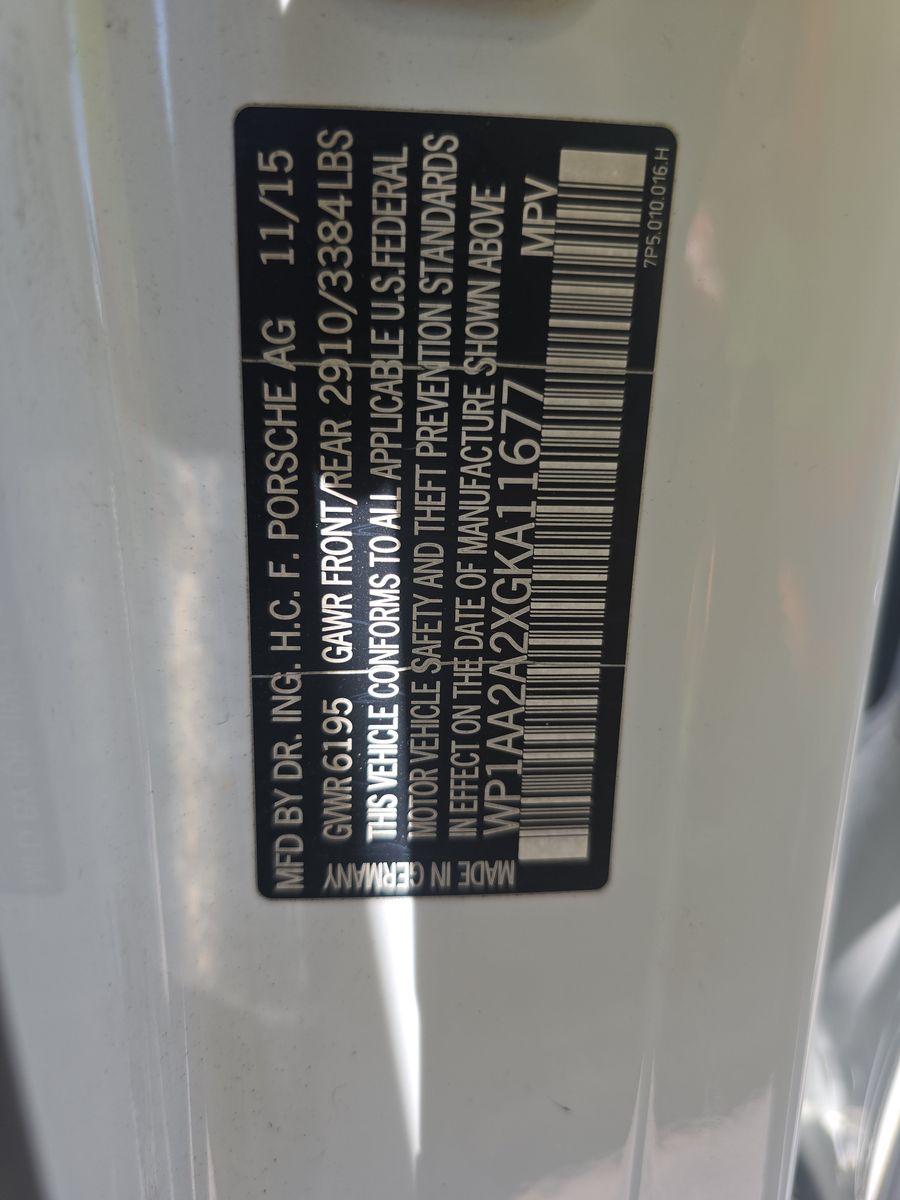 MFD BY DR. ING. H.C. F. PORSCHE AG 11/15
GVWR 6195 GAWR FRONT/REAR 2910/3384LBS
THIS VEHICLE CONFORMS TO ALL APPLICABLE U.S.FEDERAL
MOTOR VEHICLE SAFETY AND THEFT PREVENTION STANDARDS
IN EFFECT ON THE DATE OF MANUFACTURE SHOWN ABOVE
WP1AA2A2XGKA11677 MPV
MADE IN GERMANY
7P5.010.016.H